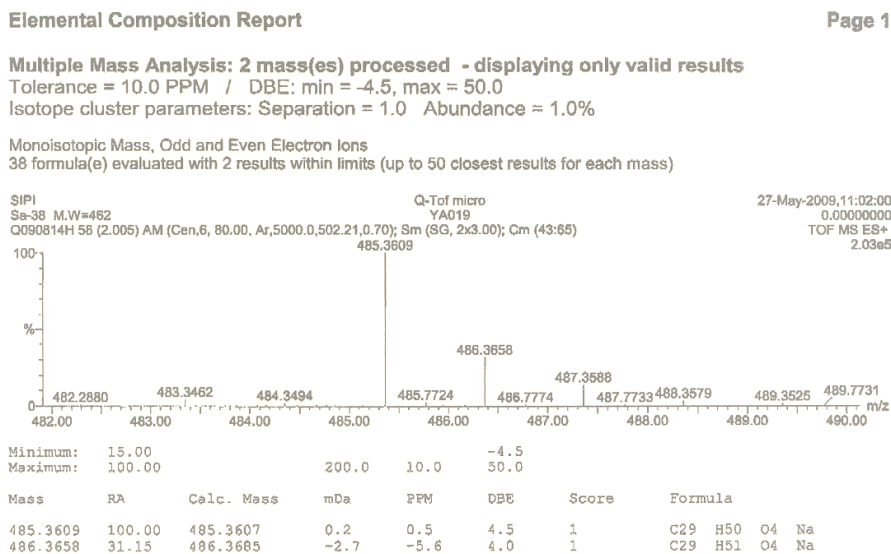 Elemental Composition Report Page 1
Multiple Mass Analysis: 2 mass(es) processed - displaying only valid results
Tolerance = 10.0 PPM / DBE: min = -4.5, max = 50.0
Isotope cluster parameters: Separation = 1.0 Abundance = 1.0%
Monoisotopic Mass, Odd and Even Electron Ions
38 formula(e) evaluated with 2 results within limits (up to 50 closest results for each mass)
SIPI Q-Tof micro 27-May-2009,11:02:00
Sa-38 M.W=462 YA019 0.00000000
Q090814H 58 (2.005) AM (Cen,6, 80.00, Ar,5000.0,502.21,0.70); Sm (SG, 2x3.00); Cm (43:65) TOF MS ES+
485.3609 2.03e5
100
%
486.3658
487.3588
482.2880 483.3462 484.3494 485.7724 486.7774 487.7733 488.3579 489.3525 489.7731
0 m/z
482.00 483.00 484.00 485.00 486.00 487.00 488.00 489.00 490.00
Minimum: 15.00 -4.5
Maximum: 100.00 200.0 10.0 50.0
Mass RA Calc. Mass mDa PPM DBE Score Formula
485.3609 100.00 485.3607 0.2 0.5 4.5 1 C29 H50 O4 Na
486.3658 31.15 486.3685 -2.7 -5.6 4.0 1 C29 H51 O4 Na